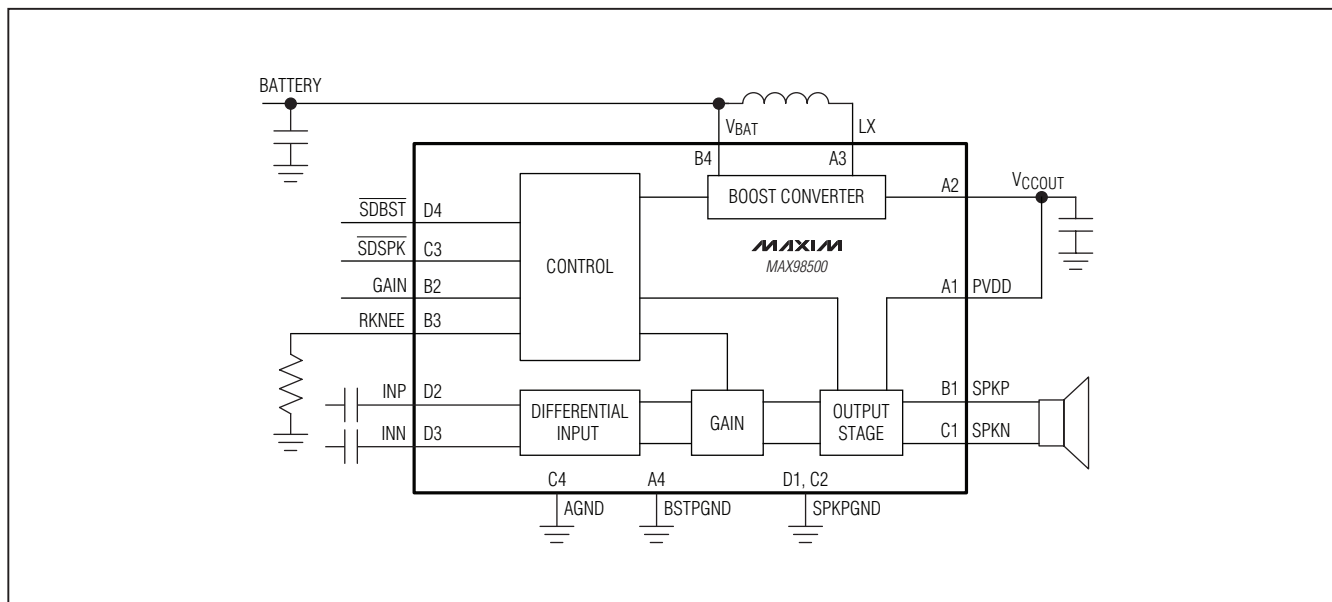 BATTERY
VBAT
LX
B4
A3
BOOST CONVERTER
A2
VCCOUT
SDBST D4
SDSPK C3
GAIN B2
RKNEE B3
CONTROL
MAXIM
MAX98500
A1 PVDD
INP D2
INN D3
DIFFERENTIAL
INPUT
GAIN
OUTPUT
STAGE
B1 SPKP
C1 SPKN
C4
AGND
A4
BSTPGND
D1, C2
SPKPGND